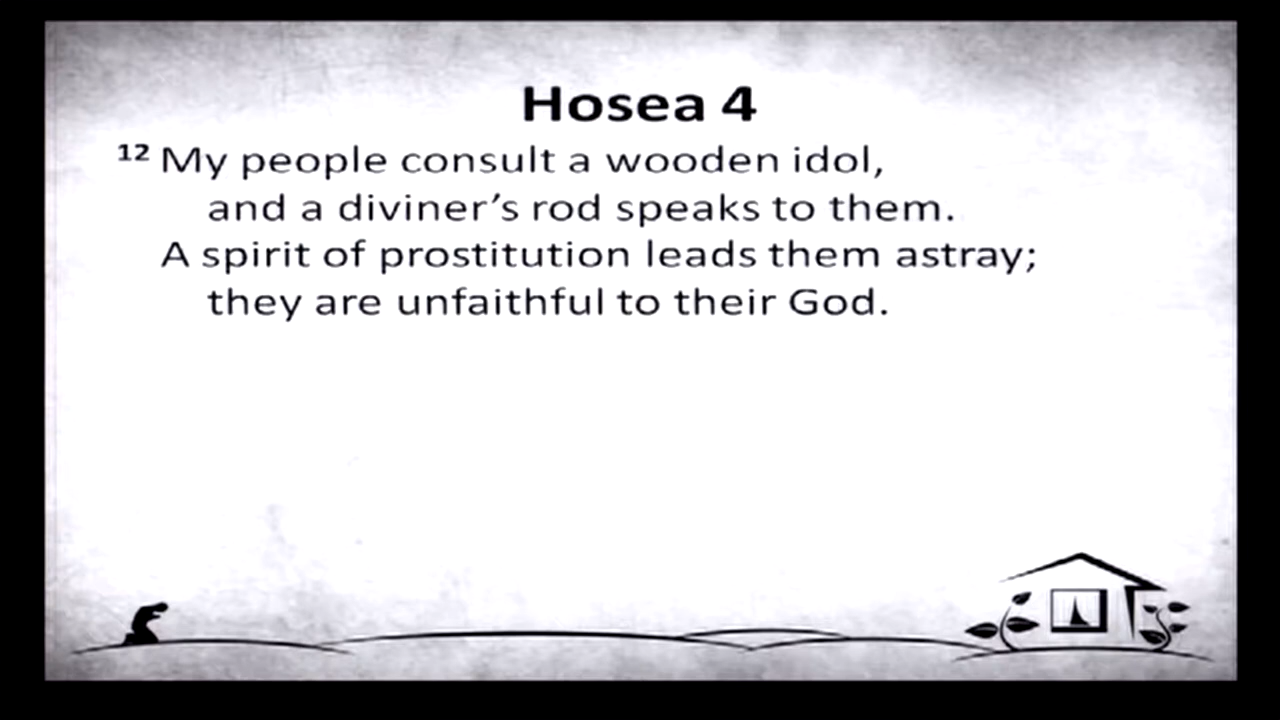 Hosea 4
12 My people consult a wooden idol,
and a diviner’s rod speaks to them.
A spirit of prostitution leads them astray;
they are unfaithful to their God.